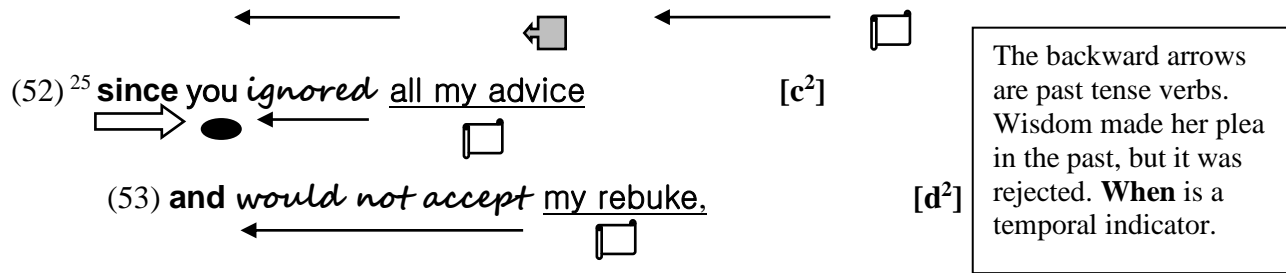 (52) 25 since you ignored all my advice [c2]
(53) and would not accept my rebuke, [d2]
The backward arrows
are past tense verbs.
Wisdom made her plea
in the past, but it was
rejected. When is a
temporal indicator.